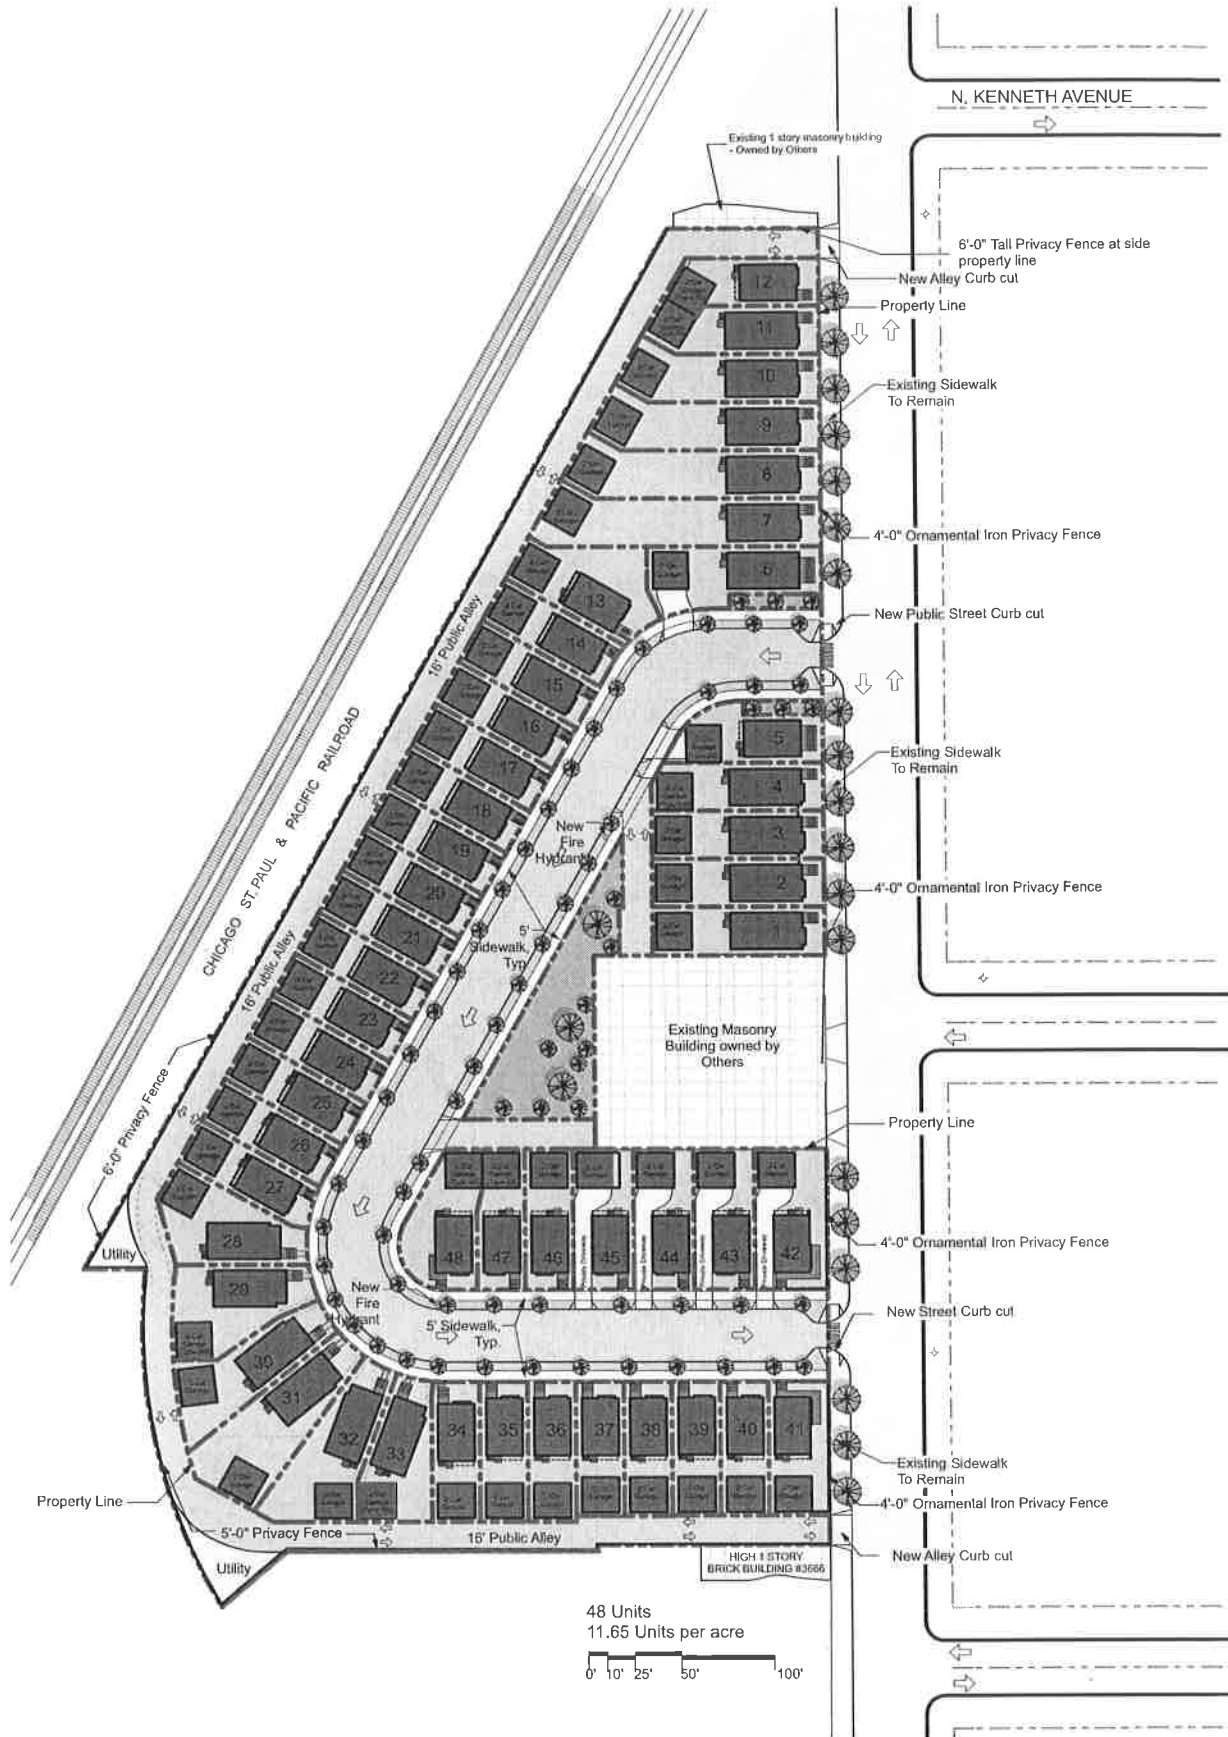 N. KENNETH AVENUE
Existing 1 story masonry building
- Owned by Others
6'-0" Tall Privacy Fence at side
property line
New Alley Curb cut
12
Property Line
11
Existing Sidewalk
To Remain
10
9
8
7
4'-0" Ornamental Iron Privacy Fence
6
13
New Public Street Curb cut
16' Public Alley
14
15
16
5
Existing Sidewalk
To Remain
17
4
CHICAGO ST. PAUL & PACIFIC RAILROAD
18
New
Fire
Hydrant
3
19
2
4'-0" Ornamental Iron Privacy Fence
20
1
21
5'
Sidewalk,
Typ
16' Public Alley
22
23
Existing Masonry
Building owned by
Others
24
6'-0" Privacy Fence
25
Property Line
26
27
28
Utility
48
47
46
45
44
43
42
Private Driveway
Private Driveway
Private Driveway
Private Driveway
4'-0" Ornamental Iron Privacy Fence
29
New
Fire
Hydrant
New Street Curb cut
5' Sidewalk,
Typ.
30
31
32
33
34
35
36
37
38
39
40
41
Existing Sidewalk
To Remain
Property Line
4'-0" Ornamental Iron Privacy Fence
5'-0" Privacy Fence
16' Public Alley
New Alley Curb cut
HIGH 1 STORY
BRICK BUILDING #3666
Utility
48 Units
11.65 Units per acre
0' 10' 25' 50' 100'